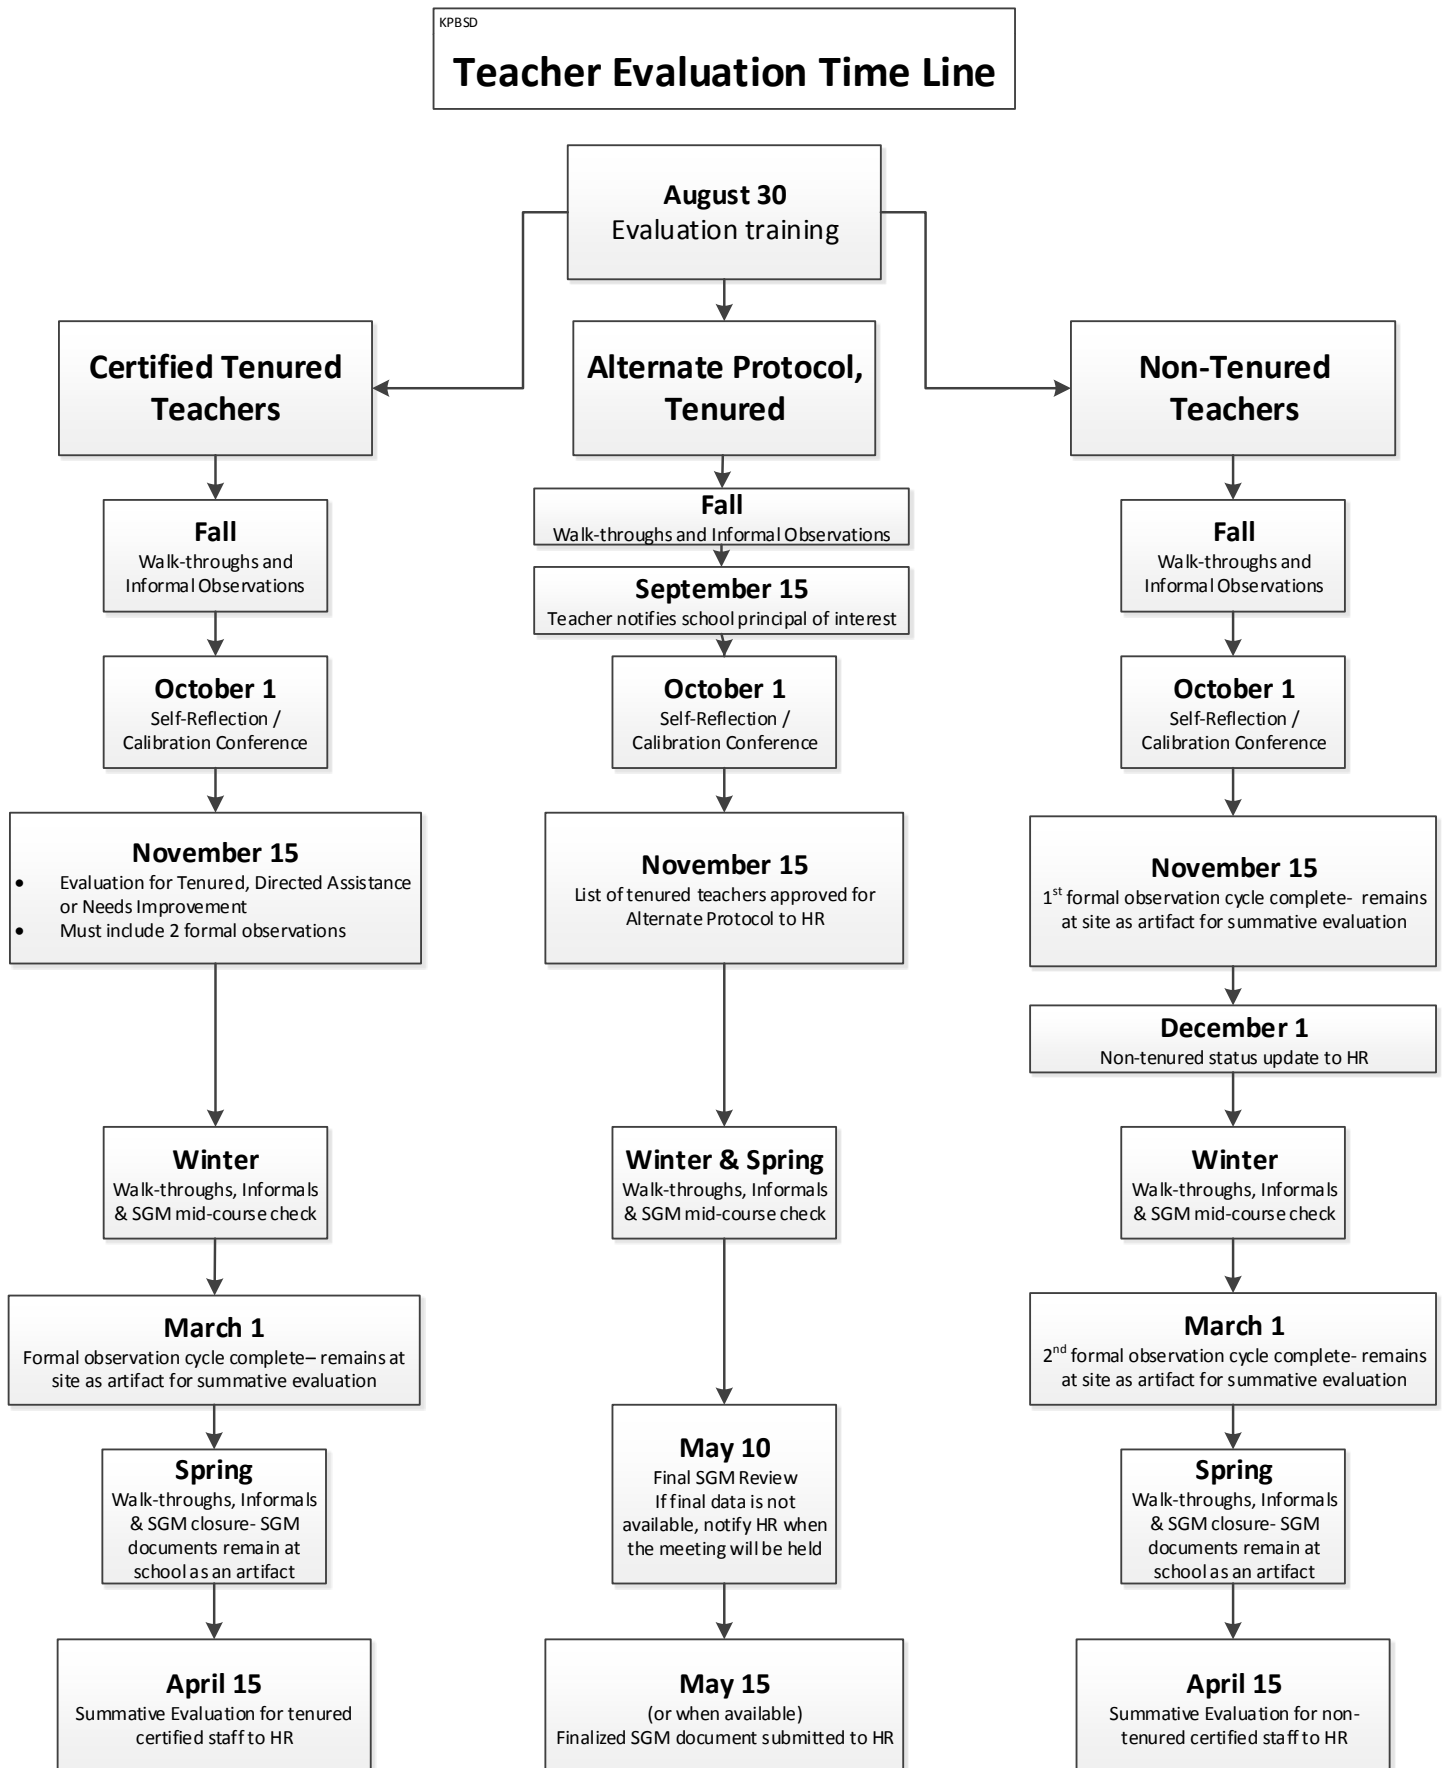 KPBSD
Teacher Evaluation Time Line
August 30
Evaluation training
Certified Tenured
Teachers
Fall
Walk-throughs and
Informal Observations
October 1
Self-Reflection /
Calibration Conference
November 15
• Evaluation for Tenured, Directed Assistance
or Needs Improvement
• Must include 2 formal observations
Winter
Walk-throughs, Informals
& SGM mid-course check
March 1
Formal observation cycle complete– remains at
site as artifact for summative evaluation
Spring
Walk-throughs, Informals
& SGM closure- SGM
documents remain at
school as an artifact
April 15
Summative Evaluation for tenured
certified staff to HR
Alternate Protocol,
Tenured
Fall
Walk-throughs and Informal Observations
September 15
Teacher notifies school principal of interest
October 1
Self-Reflection /
Calibration Conference
November 15
List of tenured teachers approved for
Alternate Protocol to HR
Winter & Spring
Walk-throughs, Informals
& SGM mid-course check
May 10
Final SGM Review
If final data is not
available, notify HR when
the meeting will be held
May 15
(or when available)
Finalized SGM document submitted to HR
Non-Tenured
Teachers
Fall
Walk-throughs and
Informal Observations
October 1
Self-Reflection /
Calibration Conference
November 15
1st formal observation cycle complete- remains
at site as artifact for summative evaluation
December 1
Non-tenured status update to HR
Winter
Walk-throughs, Informals
& SGM mid-course check
March 1
2nd formal observation cycle complete- remains
at site as artifact for summative evaluation
Spring
Walk-throughs, Informals
& SGM closure- SGM
documents remain at
school as an artifact
April 15
Summative Evaluation for non-
tenured certified staff to HR